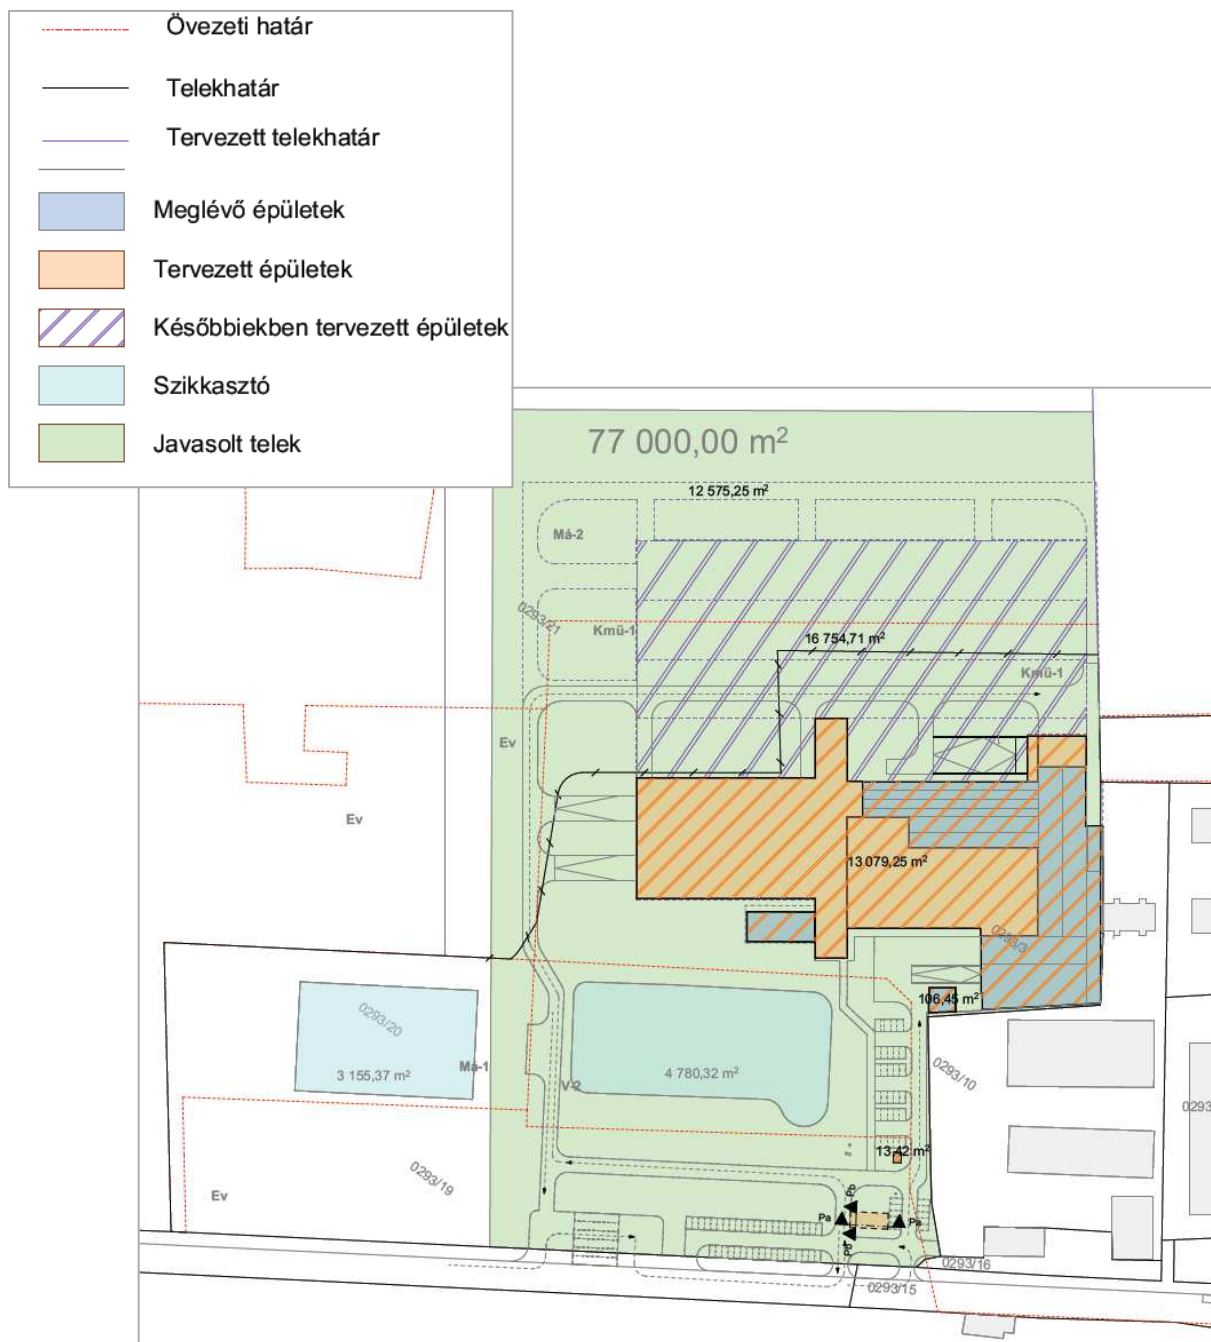 Övezeti határ
Telekhatár
Tervezett telekhatár
Meglévő épületek
Tervezett épületek
Későbbiekben tervezett épületek
Szikkasztó
Javasolt telek
77 000,00 m²
12 575,25 m²
Má-2
0293/21
Kmü-1
16 754,71 m²
Kmü-1
Ev
Ev
13 079,25 m²
0293/3
106,45 m²
0293/20
3 155,37 m²
Má-1
4 780,32 m²
V-2
0293/10
0293
13,42 m²
0293/19
Ev
Pb
Pa
Pa
Pb
0293/16
0293/15